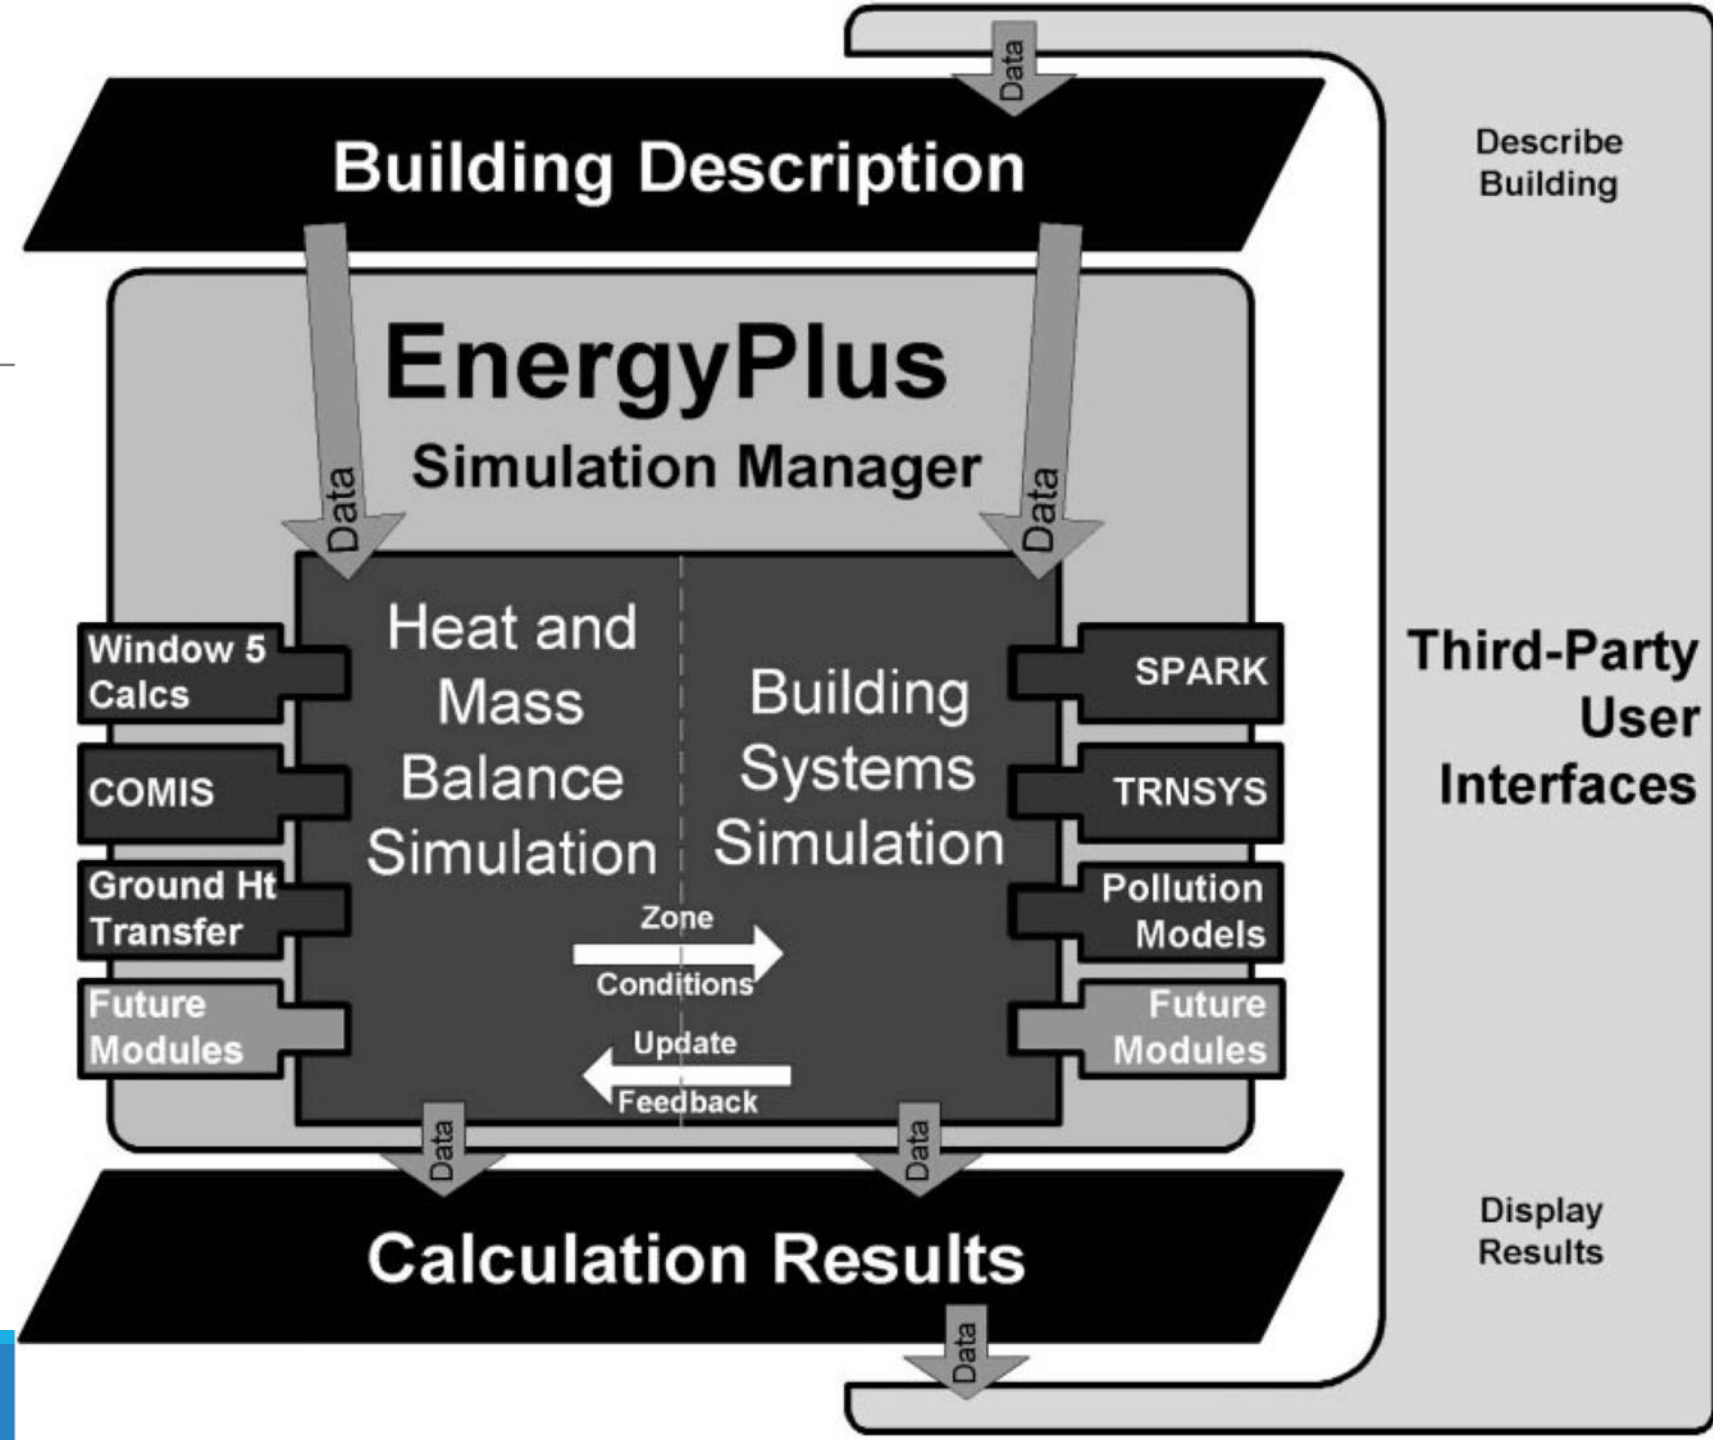 Data
Building Description
Describe
Building
EnergyPlus
Simulation Manager
Data
Data
Heat and
Mass
Balance
Simulation
Building
Systems
Simulation
Window 5
Calcs
COMIS
Ground Ht
Transfer
Future
Modules
SPARK
TRNSYS
Pollution
Models
Future
Modules
Zone
Conditions
Update
Feedback
Third-Party
User
Interfaces
Data
Data
Calculation Results
Display
Results
Data